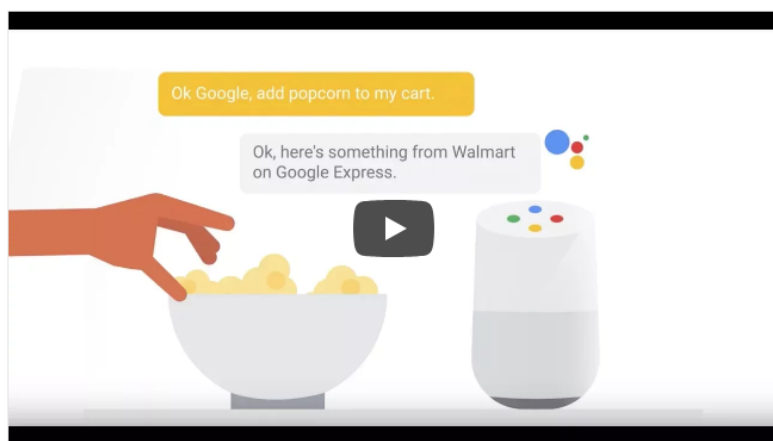 Ok Google, add popcorn to my cart.
Ok, here's something from Walmart
on Google Express.